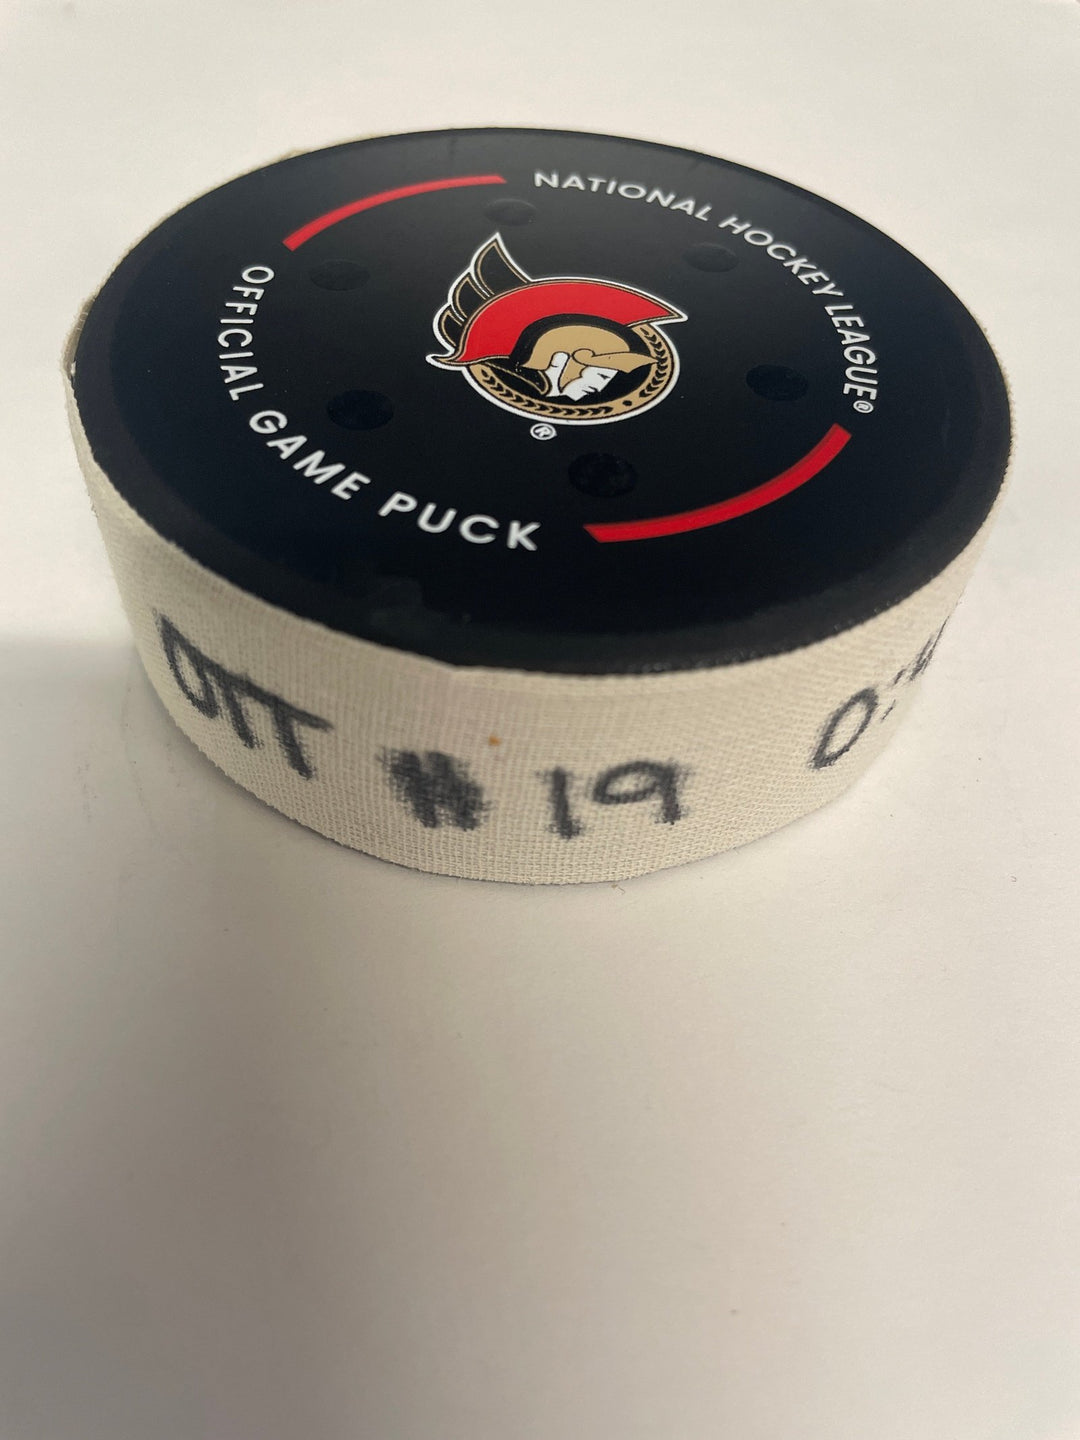 NATIONAL HOCKEY LEAGUE®
®
OFFICIAL GAME PUCK
OTT # 19